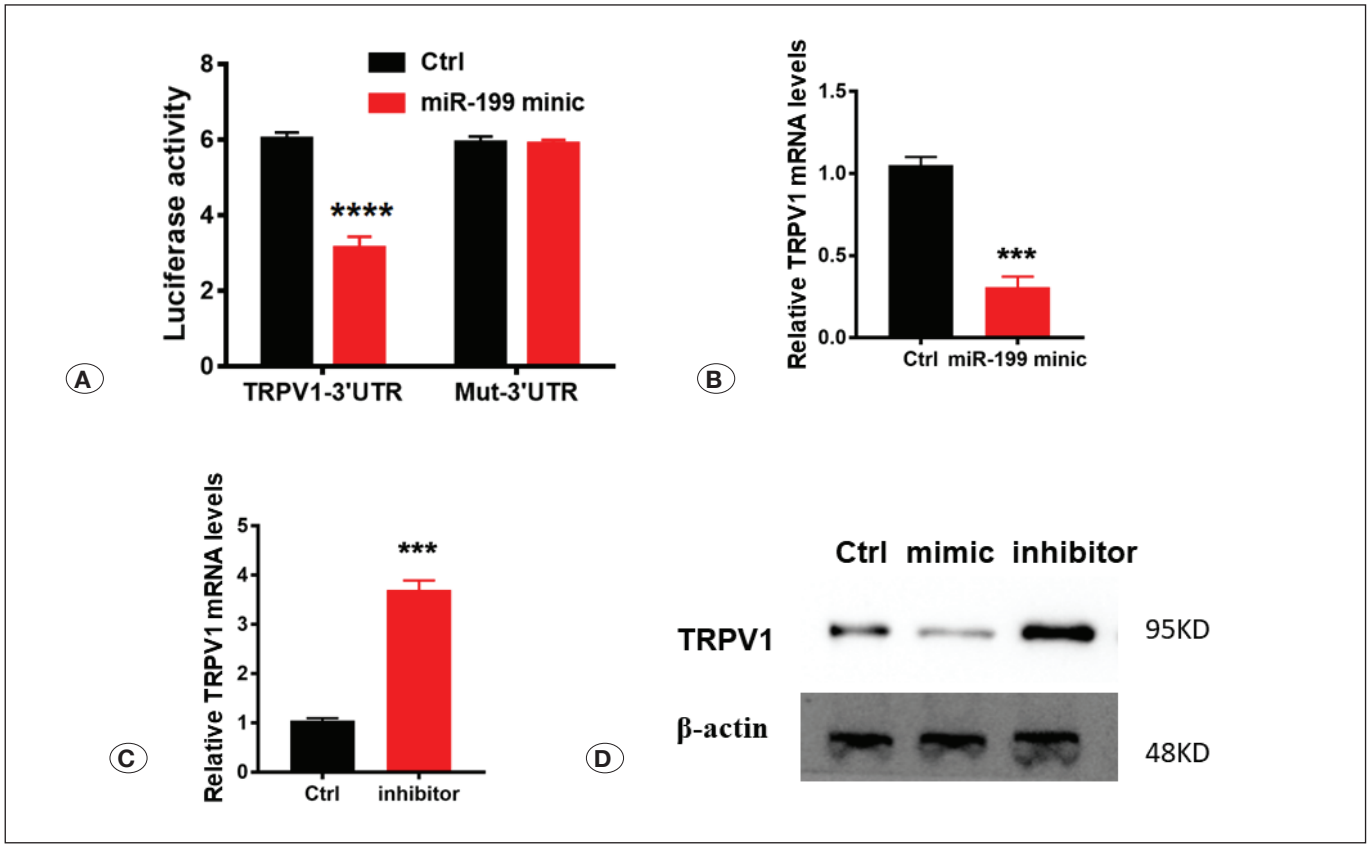 Luciferase activity
8
6
4
2
0
Ctrl
miR-199 minic
****
TRPV1-3'UTR
Mut-3'UTR
A
Relative TRPV1 mRNA levels
1.5
1.0
0.5
0.0
***
Ctrl
miR-199 minic
B
Relative TRPV1 mRNA levels
5
4
3
2
1
0
***
Ctrl
inhibitor
C
Ctrl mimic inhibitor
TRPV1
95KD
β-actin
48KD
D